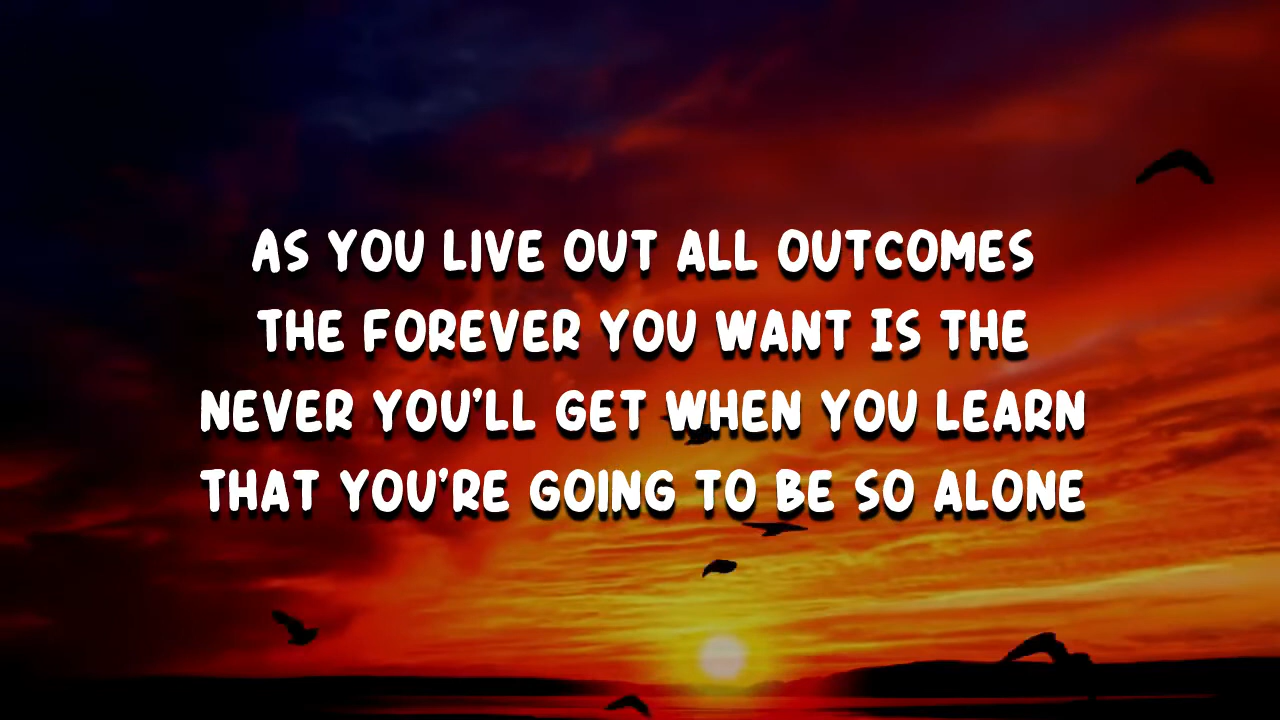 AS YOU LIVE OUT ALL OUTCOMES
THE FOREVER YOU WANT IS THE
NEVER YOU'LL GET WHEN YOU LEARN
THAT YOU'RE GOING TO BE SO ALONE